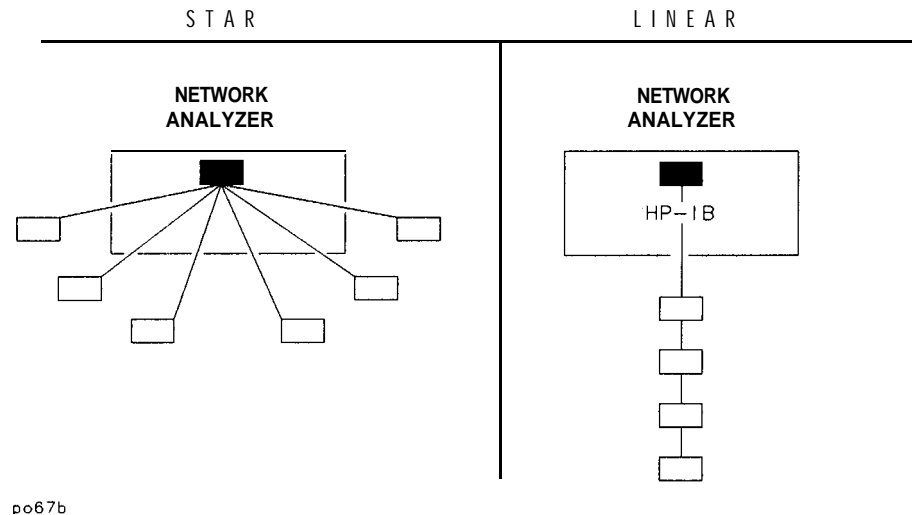 STAR
LINEAR
NETWORK
ANALYZER
NETWORK
ANALYZER
HP-IB
po67b